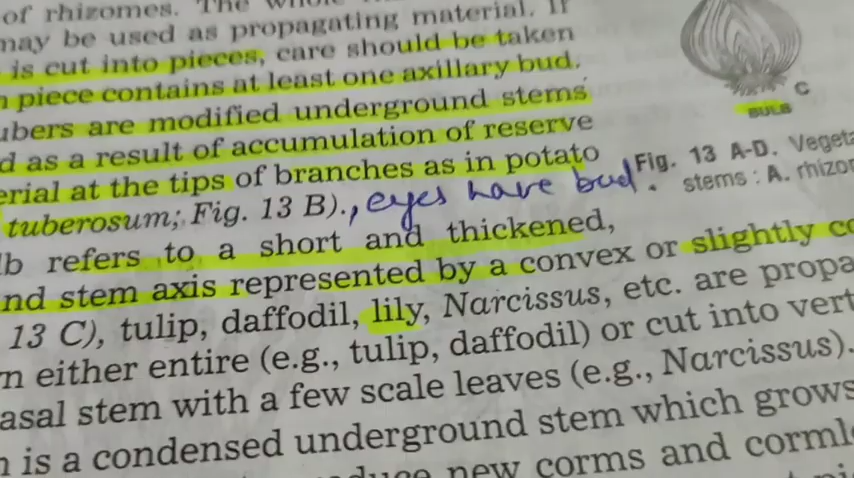 of rhizomes. The
may be used as propagating material. If
is cut into pieces, care should be taken
piece contains at least one axillary bud.
ubers are modified underground stems
d as a result of accumulation of reserve
erial at the tips of branches as in potato
tuberosum; Fig. 13 B)., eyes have bud.
lb refers to a short and thickened,
nd stem axis represented by a convex or slightly co
13 C), tulip, daffodil, lily, Narcissus, etc. are propa
n either entire (e.g., tulip, daffodil) or cut into vert
asal stem with a few scale leaves (e.g., Narcissus).
is a condensed underground stem which grows
new corms and corml
C
BULB
Fig. 13 A-D. Vegeta
stems : A. rhizor